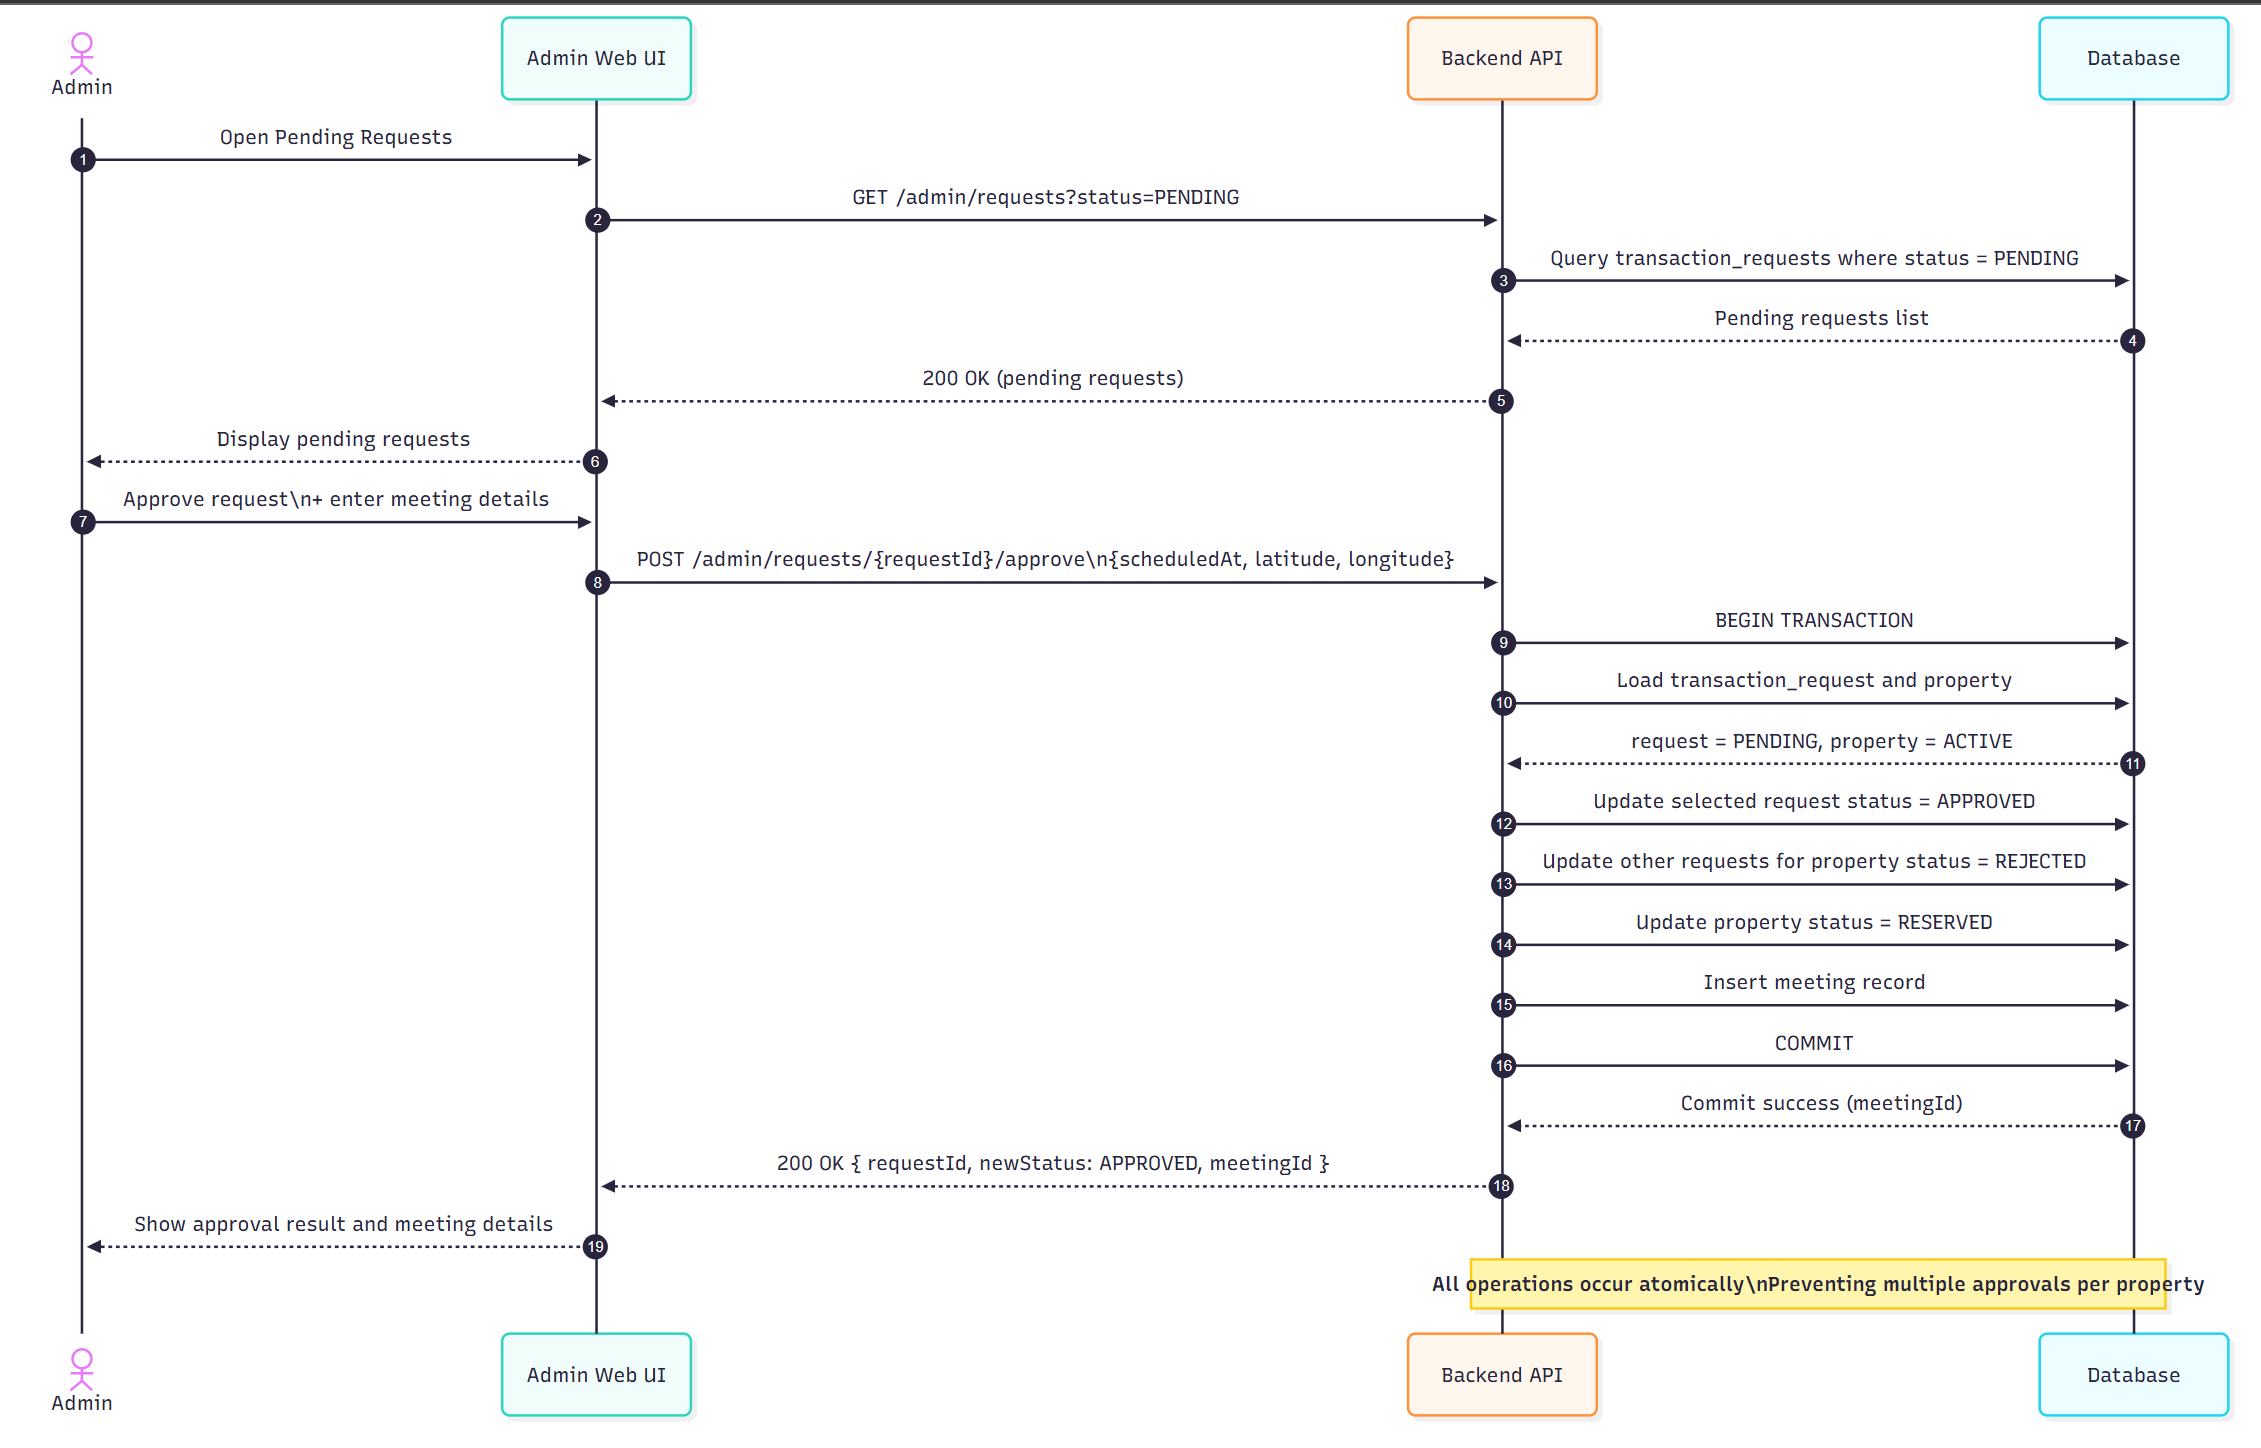 Admin
Admin Web UI
Backend API
Database
Open Pending Requests
1
GET /admin/requests?status=PENDING
2
Query transaction_requests where status = PENDING
3
Pending requests list
4
200 OK (pending requests)
5
Display pending requests
6
Approve request\n+ enter meeting details
7
POST /admin/requests/{requestId}/approve\n{scheduledAt, latitude, longitude}
8
BEGIN TRANSACTION
9
Load transaction_request and property
10
request = PENDING, property = ACTIVE
11
Update selected request status = APPROVED
12
Update other requests for property status = REJECTED
13
Update property status = RESERVED
14
Insert meeting record
15
COMMIT
16
Commit success (meetingId)
17
200 OK { requestId, newStatus: APPROVED, meetingId }
18
Show approval result and meeting details
19
All operations occur atomically\nPreventing multiple approvals per property
Admin
Admin Web UI
Backend API
Database